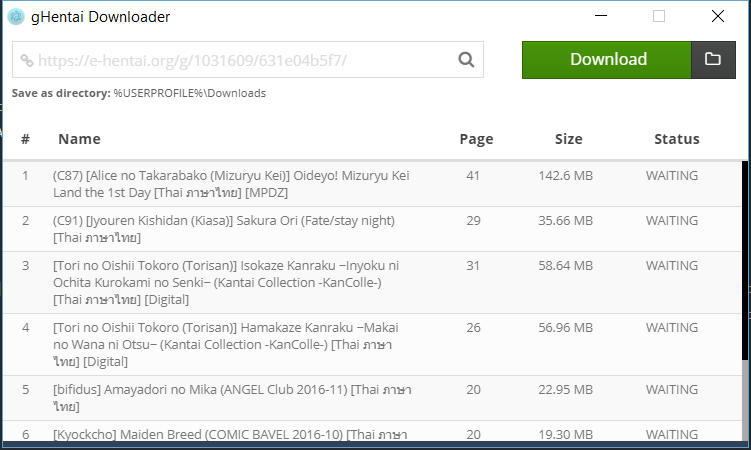 gHentai Downloader
https://e-hentai.org/g/1031609/631e04b5f7/
Download
Save as directory: %USERPROFILE%\Downloads
# Name Page Size Status
1 (C87) [Alice no Takarabako (Mizuryu Kei)] Oideyo! Mizuryu Kei 41 142.6 MB WAITING
Land the 1st Day [Thai ภาษาไทย] [MPDZ]
2 (C91) [Jyouren Kishidan (Kiasa)] Sakura Ori (Fate/stay night) 29 35.66 MB WAITING
[Thai ภาษาไทย]
3 [Tori no Oishii Tokoro (Torisan)] Isokaze Kanraku ~Inyoku ni 31 58.64 MB WAITING
Ochita Kurokami no Senki~ (Kantai Collection -KanColle-)
[Thai ภาษาไทย] [Digital]
4 [Tori no Oishii Tokoro (Torisan)] Hamakaze Kanraku ~Makai 26 56.96 MB WAITING
no Wana ni Otsu~ (Kantai Collection -KanColle-) [Thai ภาษา
ไทย] [Digital]
5 [bifidus] Amayadori no Mika (ANGEL Club 2016-11) [Thai ภาษา 20 22.95 MB WAITING
ไทย]
6 [Kyockcho] Maiden Breed (COMIC BAVEL 2016-10) [Thai ภาษา 20 19.30 MB WAITING